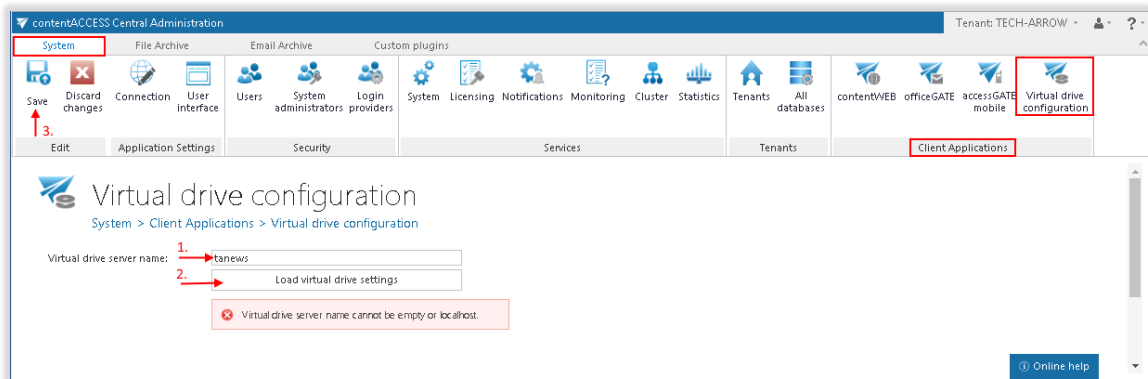 contentACCESS Central Administration
Tenant: TECH-ARROW
?
System
File Archive
Email Archive
Custom plugins
Save
Discard changes
Connection
User interface
Users
System administrators
Login providers
System
Licensing
Notifications
Monitoring
Cluster
Statistics
Tenants
All databases
contentWEB
officeGATE
accessGATE mobile
Virtual drive configuration
3.
Edit
Application Settings
Security
Services
Tenants
Client Applications
Virtual drive configuration
System > Client Applications > Virtual drive configuration
1.
Virtual drive server name:
tanews
2.
Load virtual drive settings
Virtual drive server name cannot be empty or localhost.
Online help